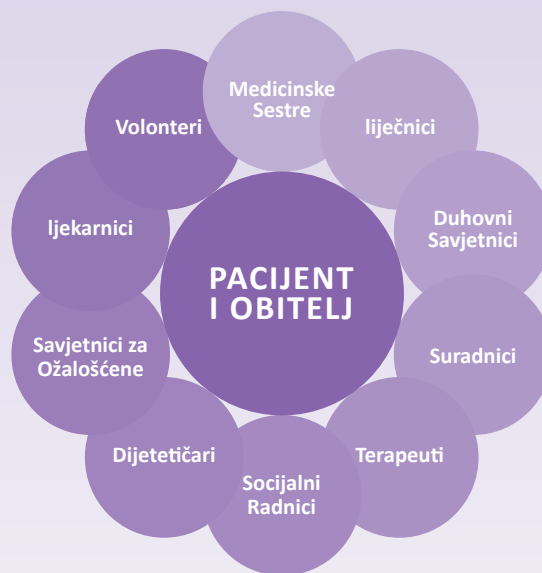 Medicinske
Sestre
liječnici
Duhovni
Savjetnici
Suradnici
Terapeuti
Socijalni
Radnici
Dijetetičari
Savjetnici za
Ožalošćene
ljekarnici
Volonteri
PACIJENT
I OBITELJ